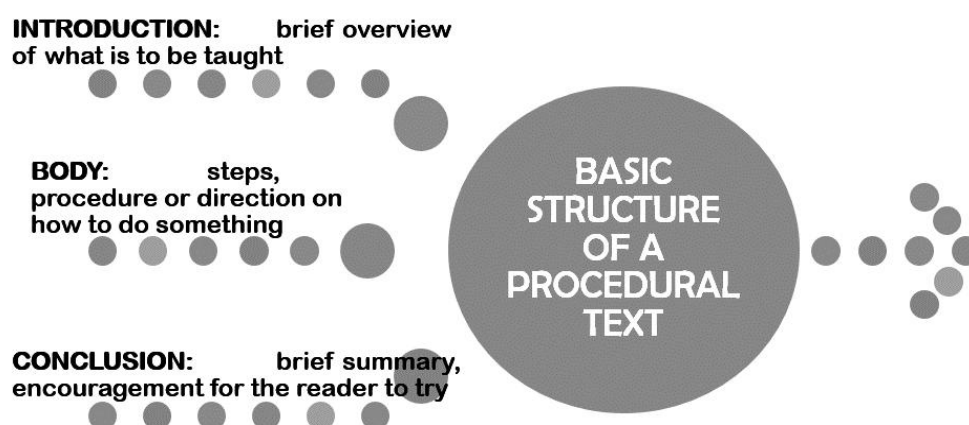 INTRODUCTION: brief overview
of what is to be taught
BODY: steps,
procedure or direction on
how to do something
CONCLUSION: brief summary,
encouragement for the reader to try
BASIC
STRUCTURE
OF A
PROCEDURAL
TEXT